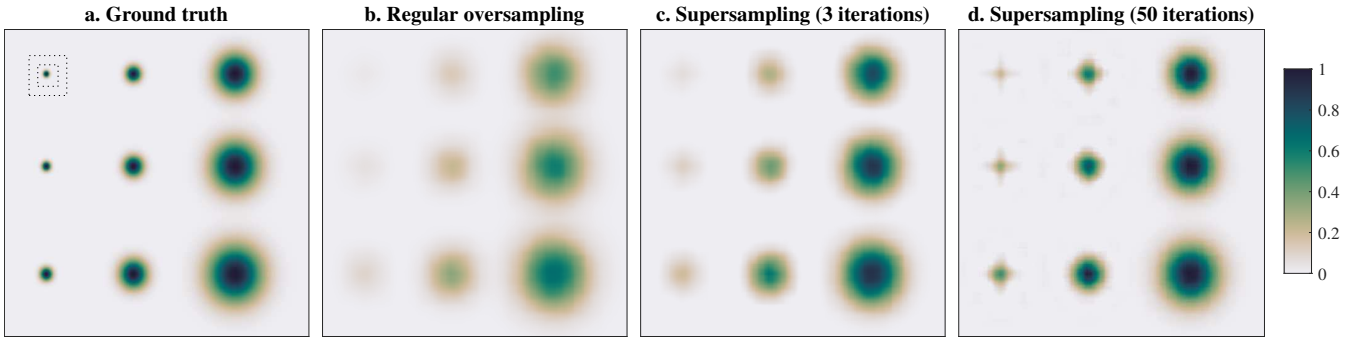 a. Ground truth
b. Regular oversampling
c. Supersampling (3 iterations)
d. Supersampling (50 iterations)
1
0.8
0.6
0.4
0.2
0